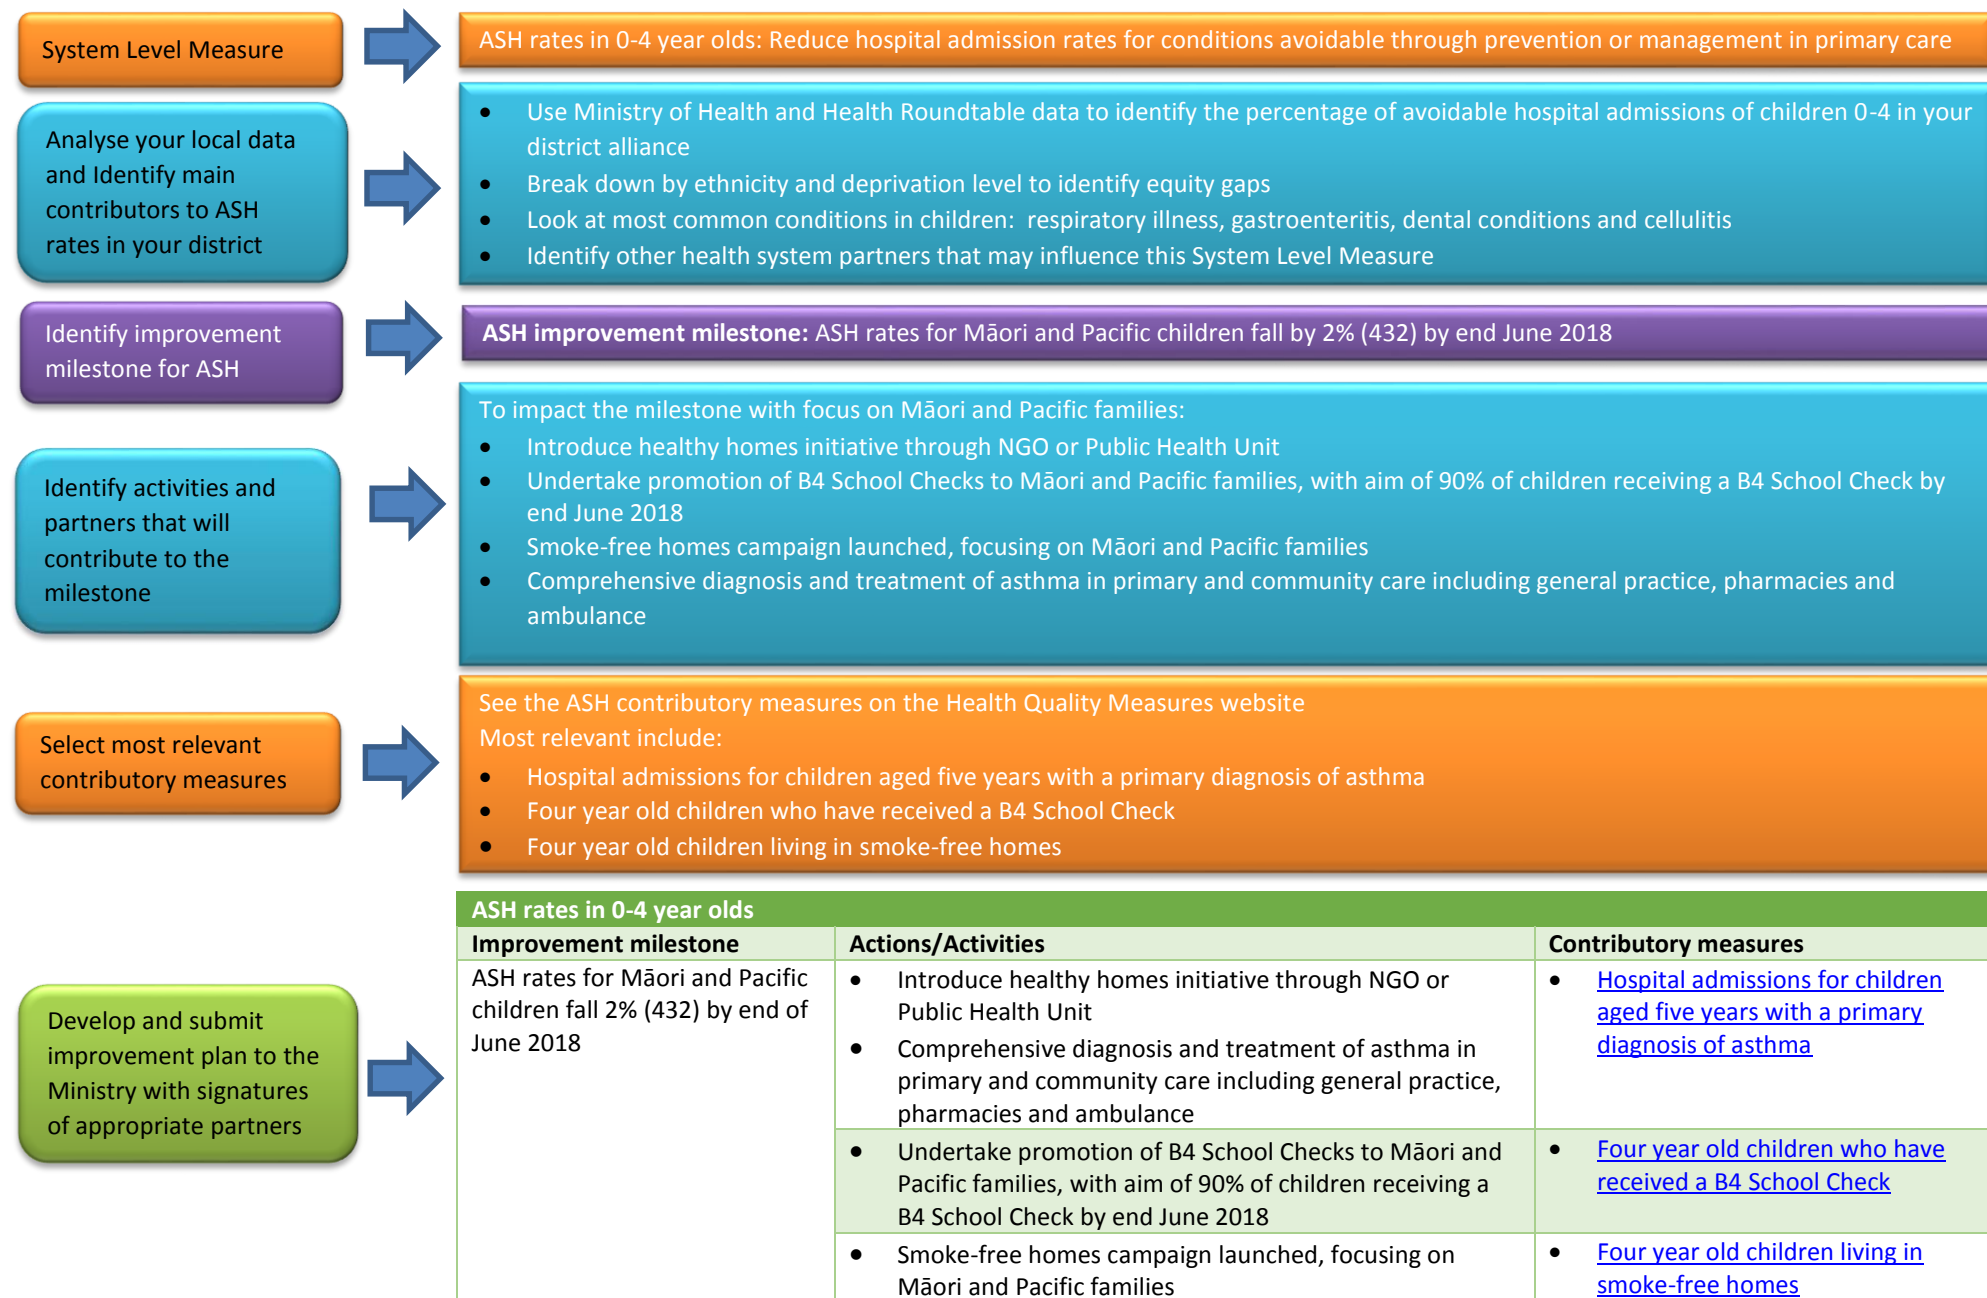 System Level Measure
ASH rates in 0-4 year olds: Reduce hospital admission rates for conditions avoidable through prevention or management in primary care
Analyse your local data
and Identify main
contributors to ASH
rates in your district
• Use Ministry of Health and Health Roundtable data to identify the percentage of avoidable hospital admissions of children 0-4 in your
district alliance
• Break down by ethnicity and deprivation level to identify equity gaps
• Look at most common conditions in children: respiratory illness, gastroenteritis, dental conditions and cellulitis
• Identify other health system partners that may influence this System Level Measure
Identify improvement
milestone for ASH
ASH improvement milestone: ASH rates for Māori and Pacific children fall by 2% (432) by end June 2018
Identify activities and
partners that will
contribute to the
milestone
To impact the milestone with focus on Māori and Pacific families:
• Introduce healthy homes initiative through NGO or Public Health Unit
• Undertake promotion of B4 School Checks to Māori and Pacific families, with aim of 90% of children receiving a B4 School Check by
end June 2018
• Smoke-free homes campaign launched, focusing on Māori and Pacific families
• Comprehensive diagnosis and treatment of asthma in primary and community care including general practice, pharmacies and
ambulance
Select most relevant
contributory measures
See the ASH contributory measures on the Health Quality Measures website
Most relevant include:
• Hospital admissions for children aged five years with a primary diagnosis of asthma
• Four year old children who have received a B4 School Check
• Four year old children living in smoke-free homes
Develop and submit
improvement plan to the
Ministry with signatures
of appropriate partners
ASH rates in 0-4 year olds
Improvement milestone
Actions/Activities
Contributory measures
ASH rates for Māori and Pacific
children fall 2% (432) by end of
June 2018
• Introduce healthy homes initiative through NGO or
Public Health Unit
• Comprehensive diagnosis and treatment of asthma in
primary and community care including general practice,
pharmacies and ambulance
• Hospital admissions for children
aged five years with a primary
diagnosis of asthma
• Undertake promotion of B4 School Checks to Māori and
Pacific families, with aim of 90% of children receiving a
B4 School Check by end June 2018
• Four year old children who have
received a B4 School Check
• Smoke-free homes campaign launched, focusing on
Māori and Pacific families
• Four year old children living in
smoke-free homes